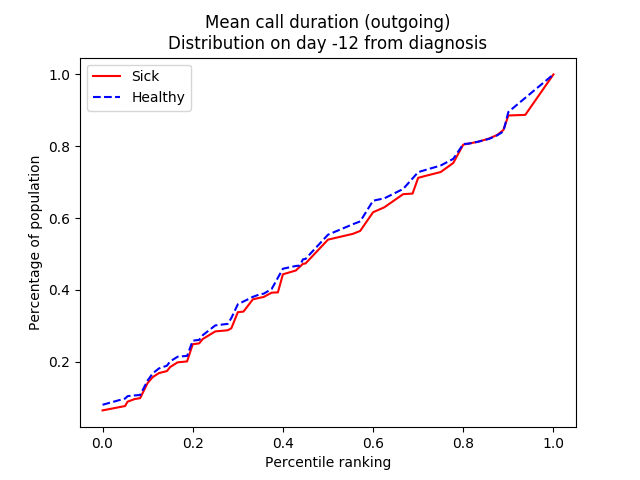 Mean call duration (outgoing)
Distribution on day -12 from diagnosis
Sick
Healthy
1.0
0.8
0.6
0.4
0.2
Percentage of population
0.0 0.2 0.4 0.6 0.8 1.0
Percentile ranking